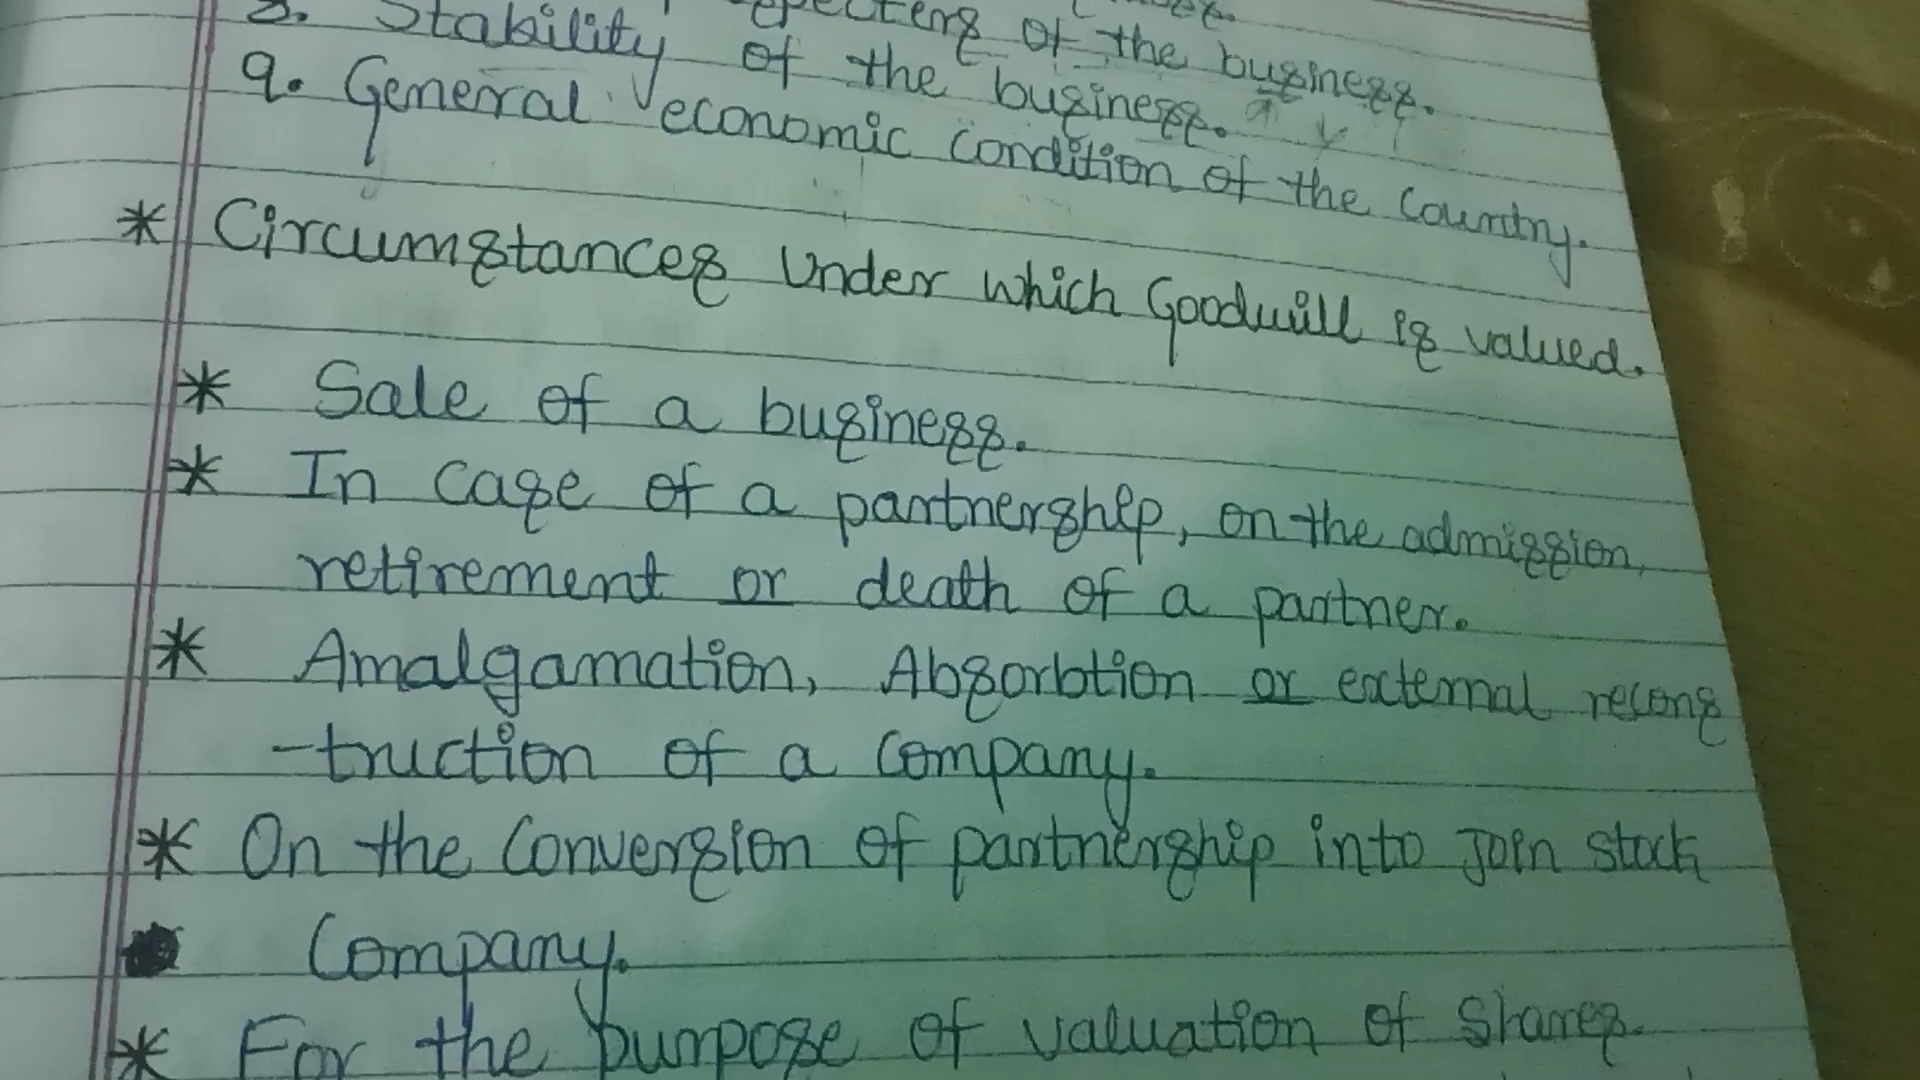 of the business.
8. Stability of the business.
9. General economic condition of the Country.
* Circumstances Under which Goodwill is valued.
* Sale of a business.
* In case of a partnership, on the admission,
retirement or death of a partner.
* Amalgamation, Absorbtion or external recons
-truction of a company.
* On the Conversion of partnership into Join stock
Company.
* For the purpose of valuation of Shares.